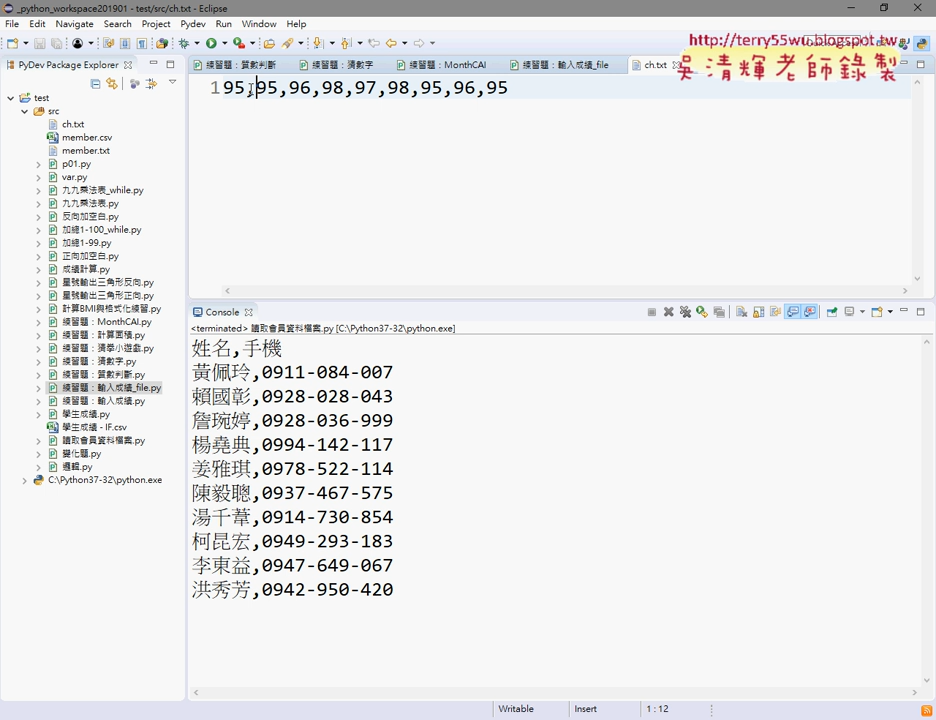 _python_workspace201901 - test/src/ch.txt - Eclipse
File Edit Navigate Search Project Pydev Run Window Help
http://terry55wu.blogspot.tw
吳清輝老師錄製
PyDev Package Explorer
練習題：質數判斷 練習題：猜數字 練習題：MonthCAl 練習題：輸入成績_file ch.txt
1 95,95,96,98,97,98,95,96,95
test
src
ch.txt
member.csv
member.txt
p01.py
var.py
九九乘法表_while.py
九九乘法表.py
反向加空白.py
加總1-100_while.py
加總1-99.py
正向加空白.py
成績計算.py
星號輸出三角形反向.py
星號輸出三角形正向.py
計算BMI與格式化練習.py
練習題：MonthCAl.py
練習題：計算面積.py
練習題：猜拳小遊戲.py
練習題：猜數字.py
練習題：質數判斷.py
練習題：輸入成績_file.py
練習題：輸入成績.py
學生成績.py
學生成績 - IF.csv
讀取會員資料檔案.py
變化題.py
邏輯.py
C:\Python37-32\python.exe
Console
<terminated> 讀取會員資料檔案.py [C:\Python37-32\python.exe]
姓名,手機
黃佩玲,0911-084-007
賴國彰,0928-028-043
詹琬婷,0928-036-999
楊堯典,0994-142-117
姜雅琪,0978-522-114
陳毅聰,0937-467-575
湯千葦,0914-730-854
柯昆宏,0949-293-183
李東益,0947-649-067
洪秀芳,0942-950-420
Writable Insert 1 : 12